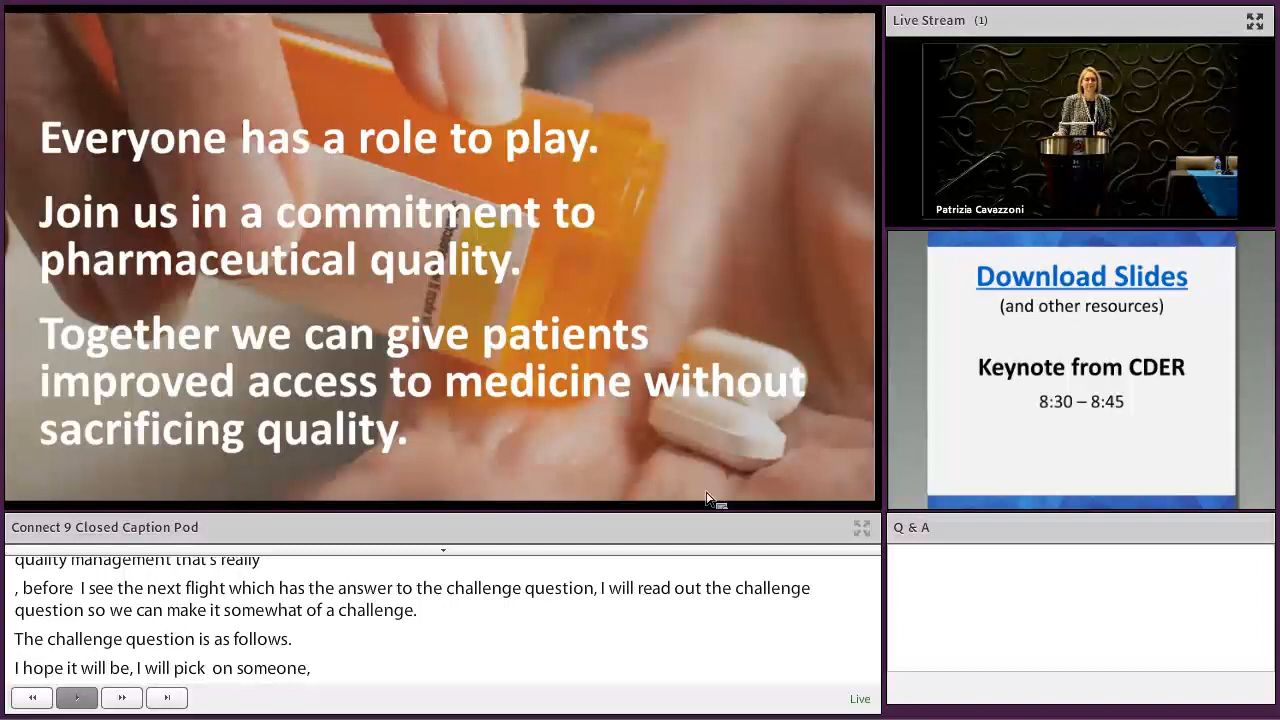 Everyone has a role to play.
Join us in a commitment to
pharmaceutical quality.
Together we can give patients
improved access to medicine without
sacrificing quality.
Live Stream (1)
Patrizia Cavazzoni
Download Slides
(and other resources)
Keynote from CDER
8:30 – 8:45
Connect 9 Closed Caption Pod
quality management that's really
, before I see the next flight which has the answer to the challenge question, I will read out the challenge
question so we can make it somewhat of a challenge.
The challenge question is as follows.
I hope it will be, I will pick on someone,
Live
Q & A